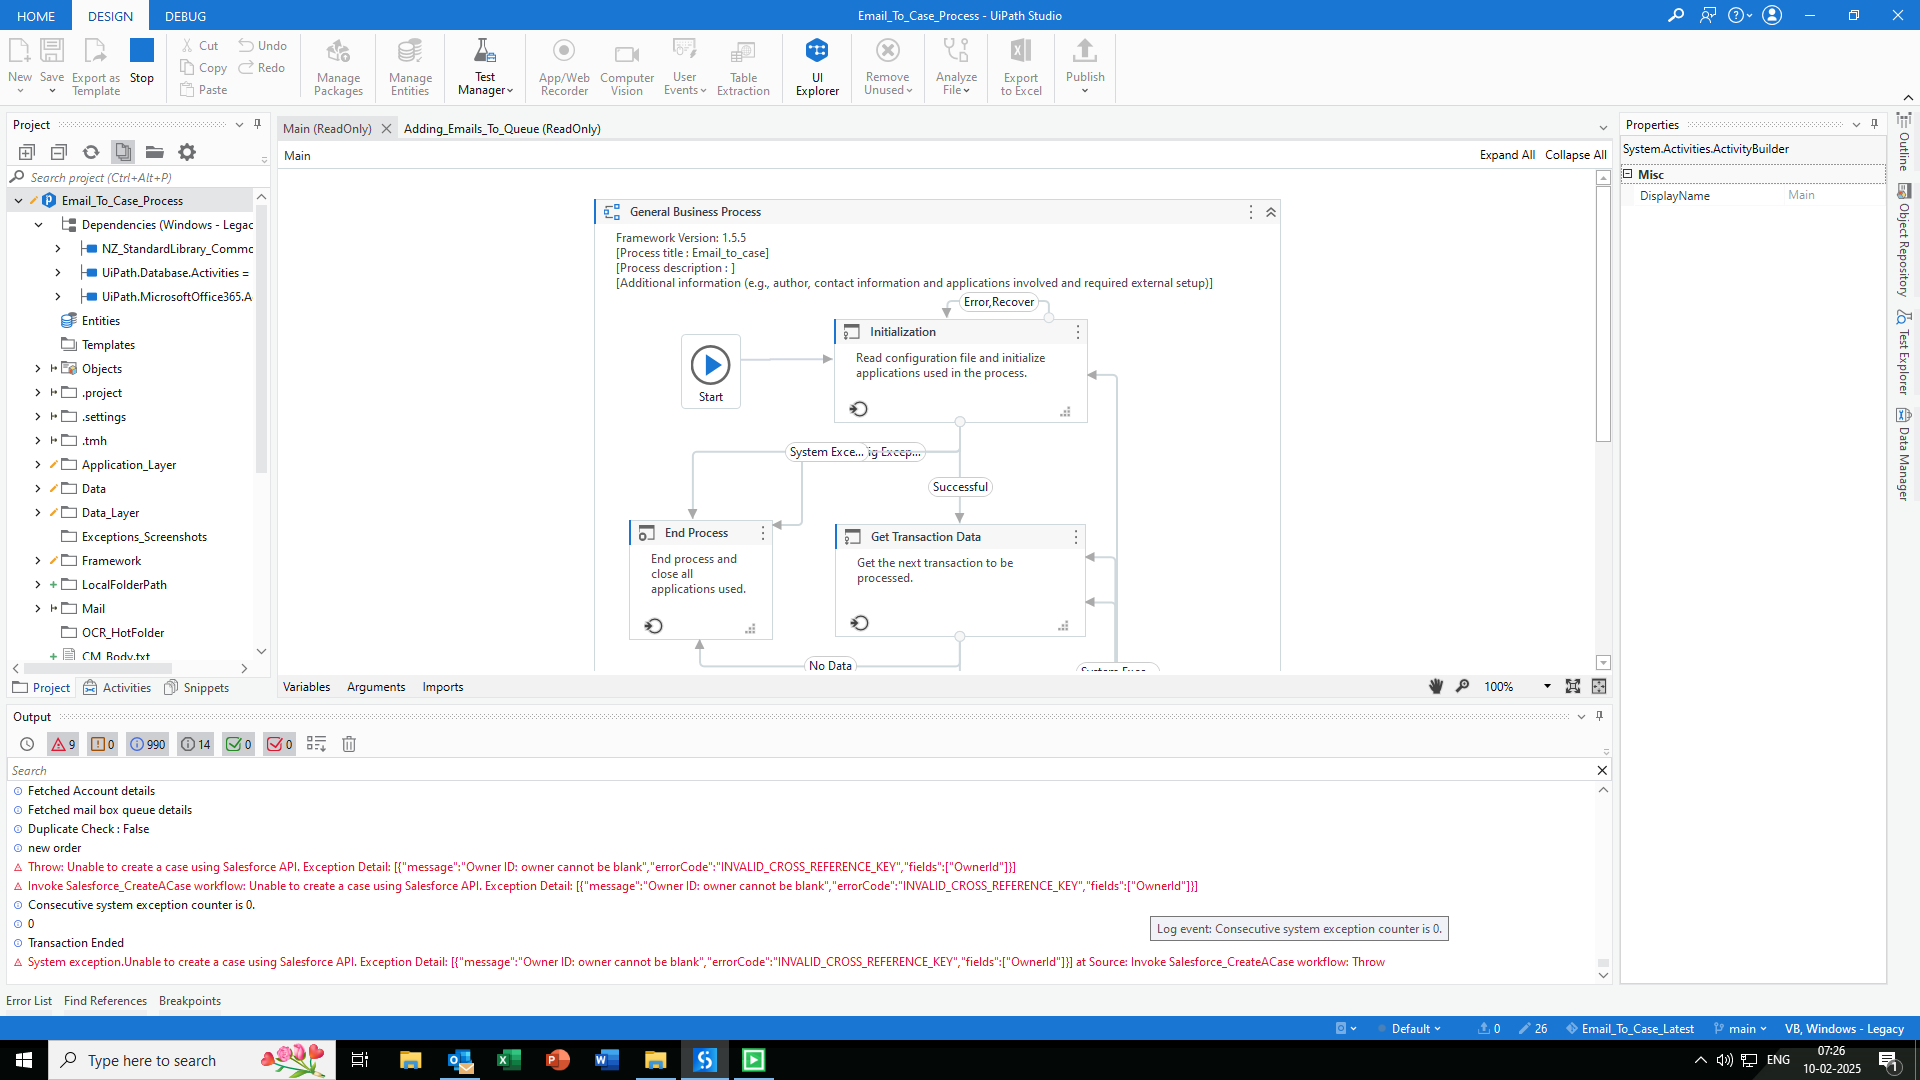 HOME
DESIGN
DEBUG
Email_To_Case_Process - UiPath Studio
New
Save
Export as Template
Stop
Cut
Copy
Paste
Undo
Redo
Manage Packages
Manage Entities
Test Manager
App/Web Recorder
Computer Vision
User Events
Table Extraction
UI Explorer
Remove Unused
Analyze File
Export to Excel
Publish
Project
Search project (Ctrl+Alt+P)
Email_To_Case_Process
Dependencies (Windows - Legac
NZ_StandardLibrary_Commo
UiPath.Database.Activities =
UiPath.MicrosoftOffice365.A
Entities
Templates
Objects
.project
.settings
.tmh
Application_Layer
Data
Data_Layer
Exceptions_Screenshots
Framework
LocalFolderPath
Mail
OCR_HotFolder
CM_Body.txt
Project
Activities
Snippets
Main (ReadOnly)
Adding_Emails_To_Queue (ReadOnly)
Main
Expand All
Collapse All
General Business Process
Framework Version: 1.5.5
[Process title : Email_to_case]
[Process description : ]
[Additional information (e.g., author, contact information and applications involved and required external setup)]
Error,Recover
Start
Initialization
Read configuration file and initialize
applications used in the process.
System Exce...
ig Excep...
Successful
End Process
End process and
close all
applications used.
Get Transaction Data
Get the next transaction to be
processed.
No Data
System Exce...
Variables
Arguments
Imports
100%
Properties
System.Activities.ActivityBuilder
Misc
DisplayName
Main
Outline
Object Repository
Test Explorer
Data Manager
Output
9
0
990
14
0
0
Search
Fetched Account details
Fetched mail box queue details
Duplicate Check : False
new order
Throw: Unable to create a case using Salesforce API. Exception Detail: [{"message":"Owner ID: owner cannot be blank","errorCode":"INVALID_CROSS_REFERENCE_KEY","fields":["OwnerId"]}]
Invoke Salesforce_CreateACase workflow: Unable to create a case using Salesforce API. Exception Detail: [{"message":"Owner ID: owner cannot be blank","errorCode":"INVALID_CROSS_REFERENCE_KEY","fields":["OwnerId"]}]
Consecutive system exception counter is 0.
0
Log event: Consecutive system exception counter is 0.
Transaction Ended
System exception.Unable to create a case using Salesforce API. Exception Detail: [{"message":"Owner ID: owner cannot be blank","errorCode":"INVALID_CROSS_REFERENCE_KEY","fields":["OwnerId"]}] at Source: Invoke Salesforce_CreateACase workflow: Throw
Error List
Find References
Breakpoints
Default
0
26
Email_To_Case_Latest
main
VB, Windows - Legacy
Type here to search
ENG
07:26
10-02-2025
1